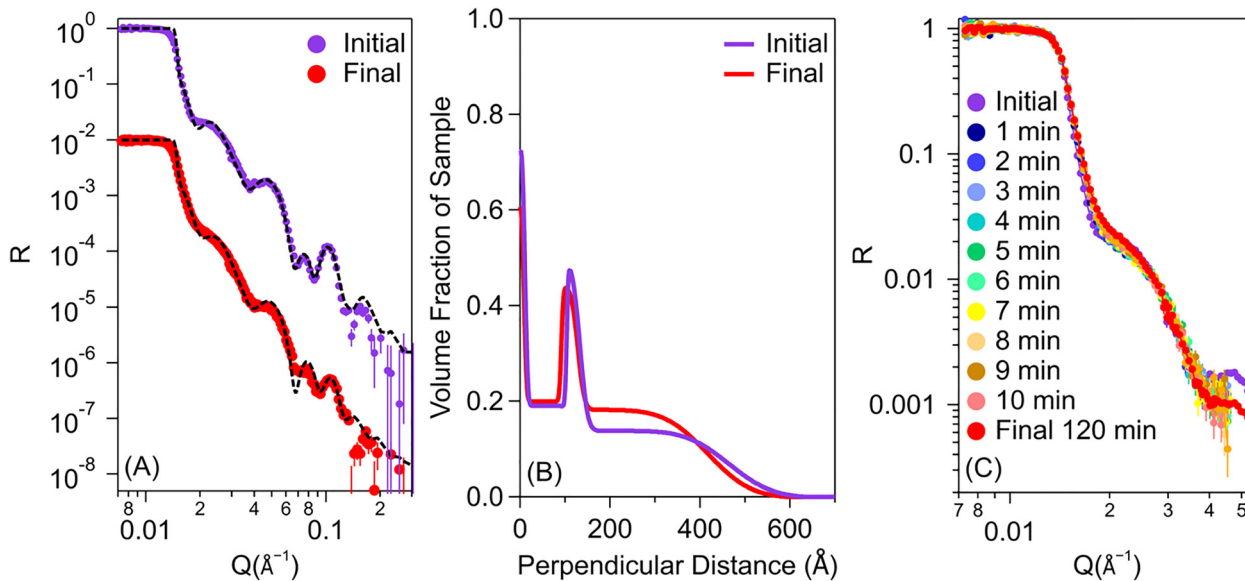 10⁰
10⁻¹
10⁻²
10⁻³
10⁻⁴
10⁻⁵
10⁻⁶
10⁻⁷
10⁻⁸
R
Initial
Final
(A)
8 2 4 6 8 2
0.01 0.1
Q(Å⁻¹)
1.0
0.8
0.6
0.4
0.2
0.0
Volume Fraction of Sample
Initial
Final
(B)
0 200 400 600
Perpendicular Distance (Å)
1
0.1
0.01
0.001
R
Initial
1 min
2 min
3 min
4 min
5 min
6 min
7 min
8 min
9 min
10 min
Final 120 min
(C)
7 8 2 3 4 5
0.01
Q(Å⁻¹)